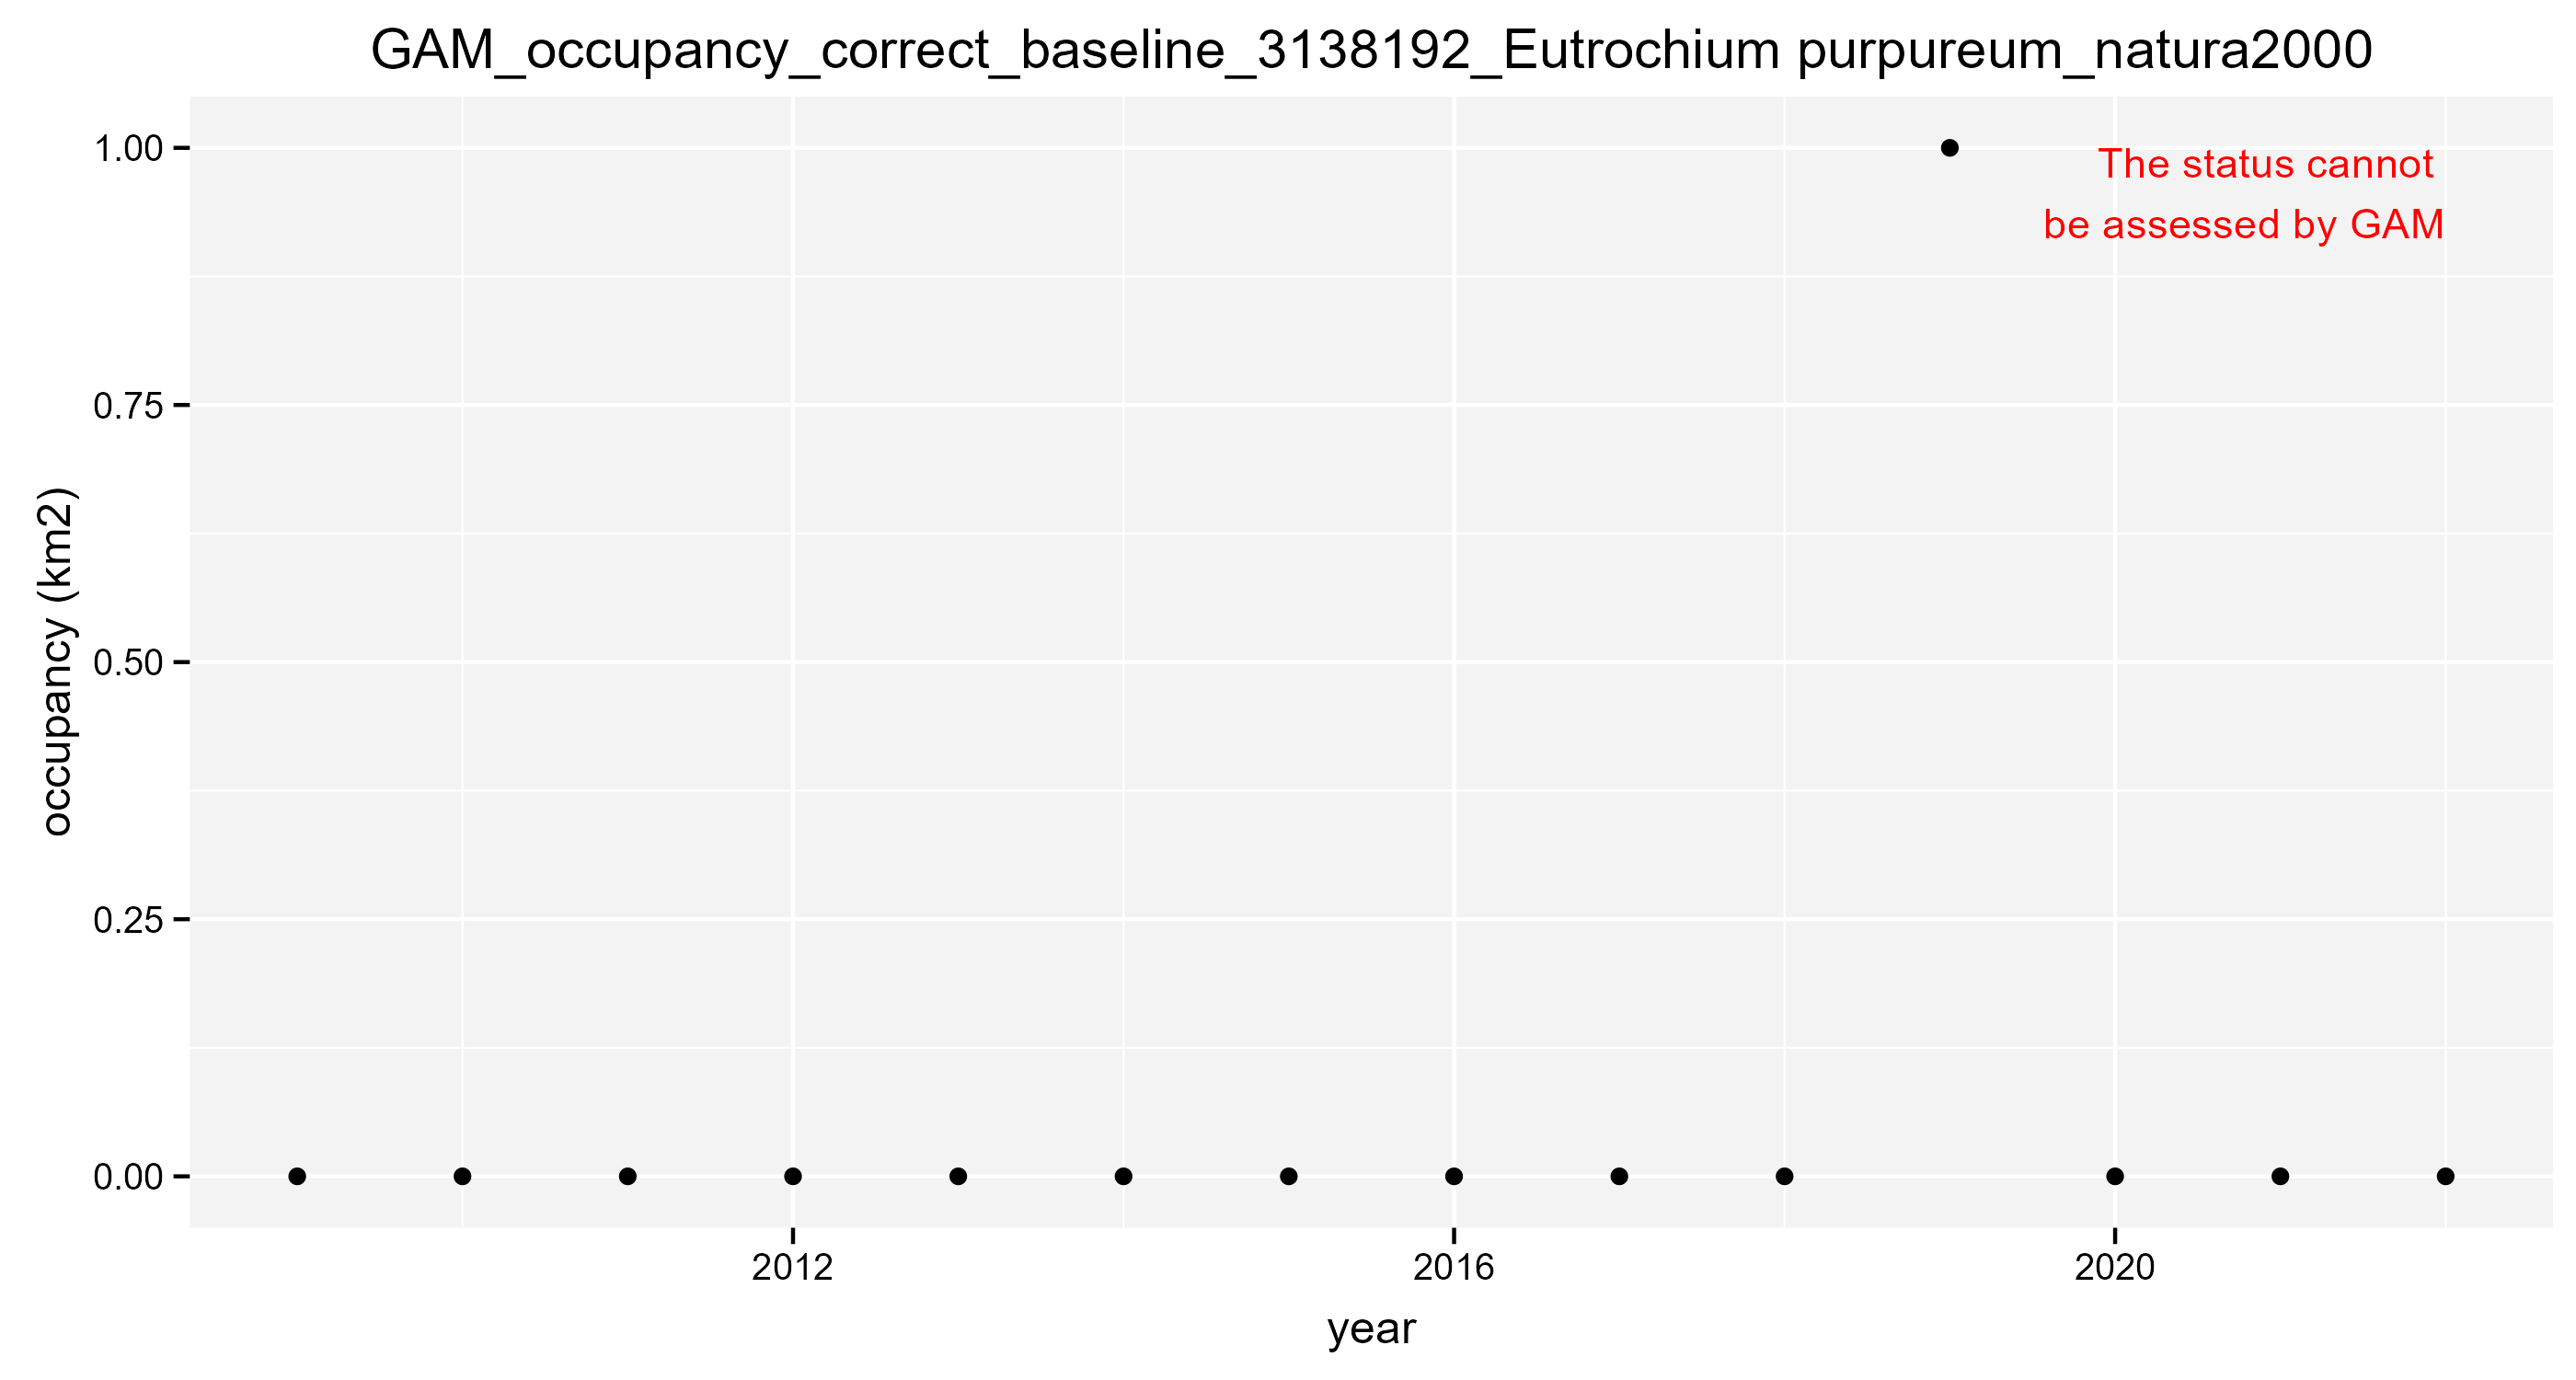 GAM_occupancy_correct_baseline_3138192_Eutrochium purpureum_natura2000
The status cannot
be assessed by GAM
1.00
0.75
0.50
0.25
0.00
occupancy (km2)
2012
2016
2020
year